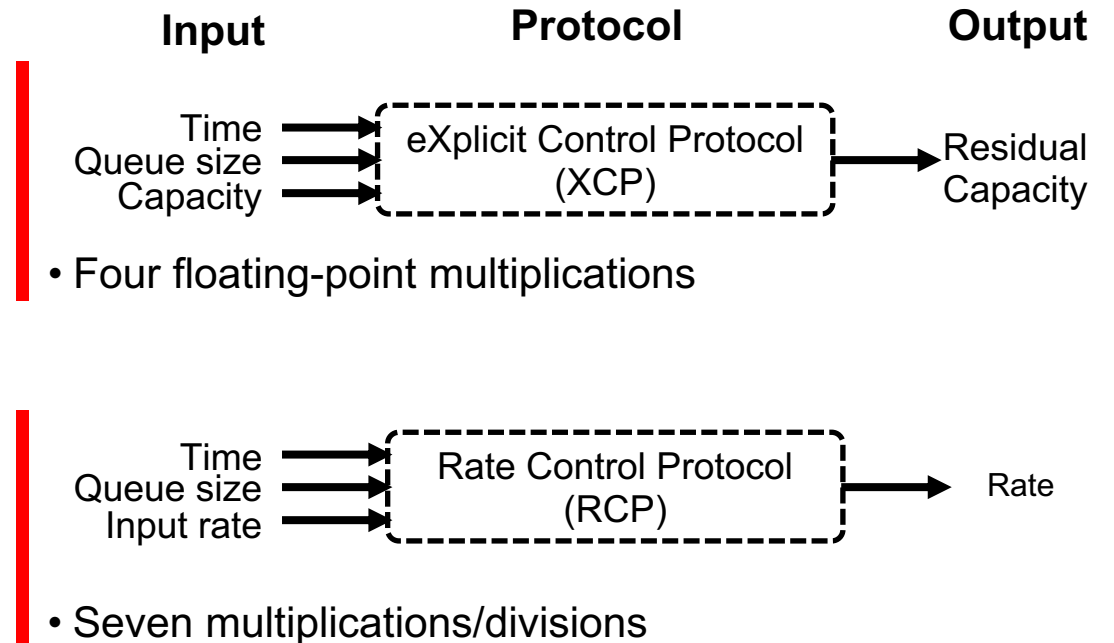 Input Protocol Output
Time
Queue size
Capacity
eXplicit Control Protocol
(XCP)
Residual
Capacity
• Four floating-point multiplications
Time
Queue size
Input rate
Rate Control Protocol
(RCP)
Rate
• Seven multiplications/divisions